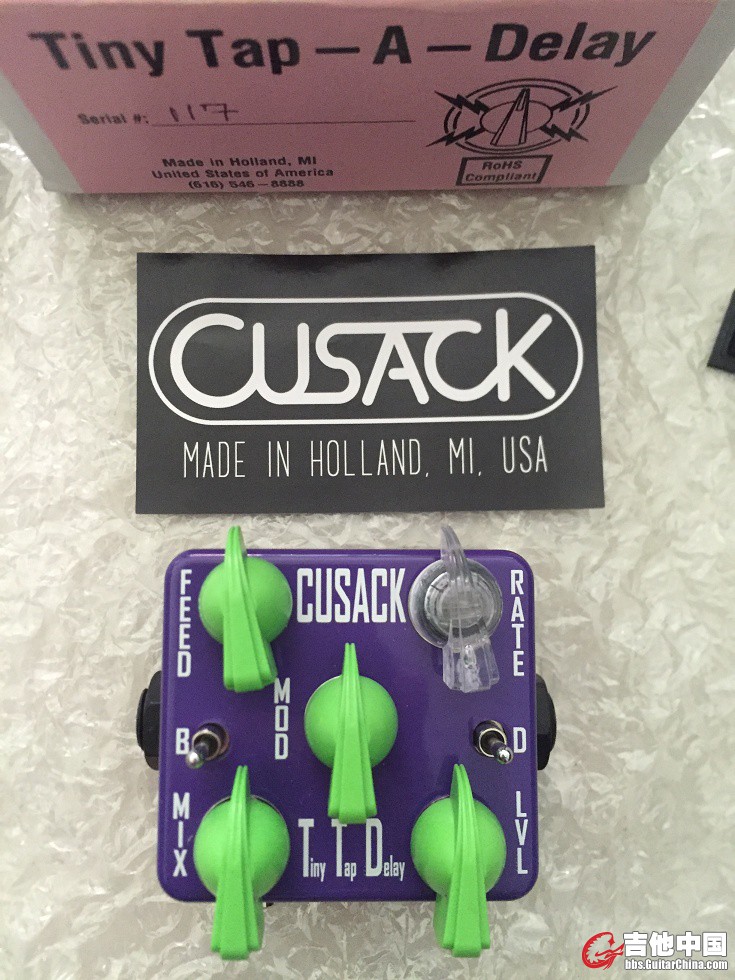 Tiny Tap-A-Delay
Serial #: 117
RoHS
Compliant
Made in Holland, MI
United States of America
(616) 546-8888
CUSACK
MADE IN HOLLAND, MI, USA
FEED
CUSACK
RATE
MOD
B
D
MIX
Tiny Tap Delay
LVL
吉他中国
bbs.GuitarChina.com